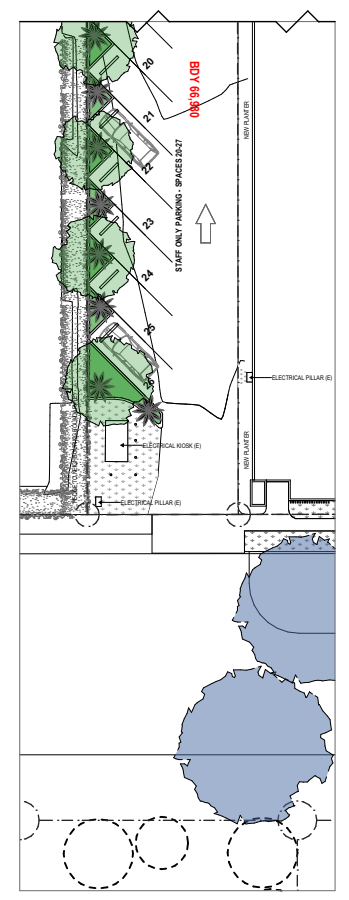 20
BDY 66,980
21
NEW PLANTER
22
STAFF ONLY PARKING - SPACES 20-27
23
24
25
26
ELECTRICAL PILLAR (E)
NEW PLANTER
ELECTRICAL KIOSK (E)
ELECTRICAL PILLAR (E)